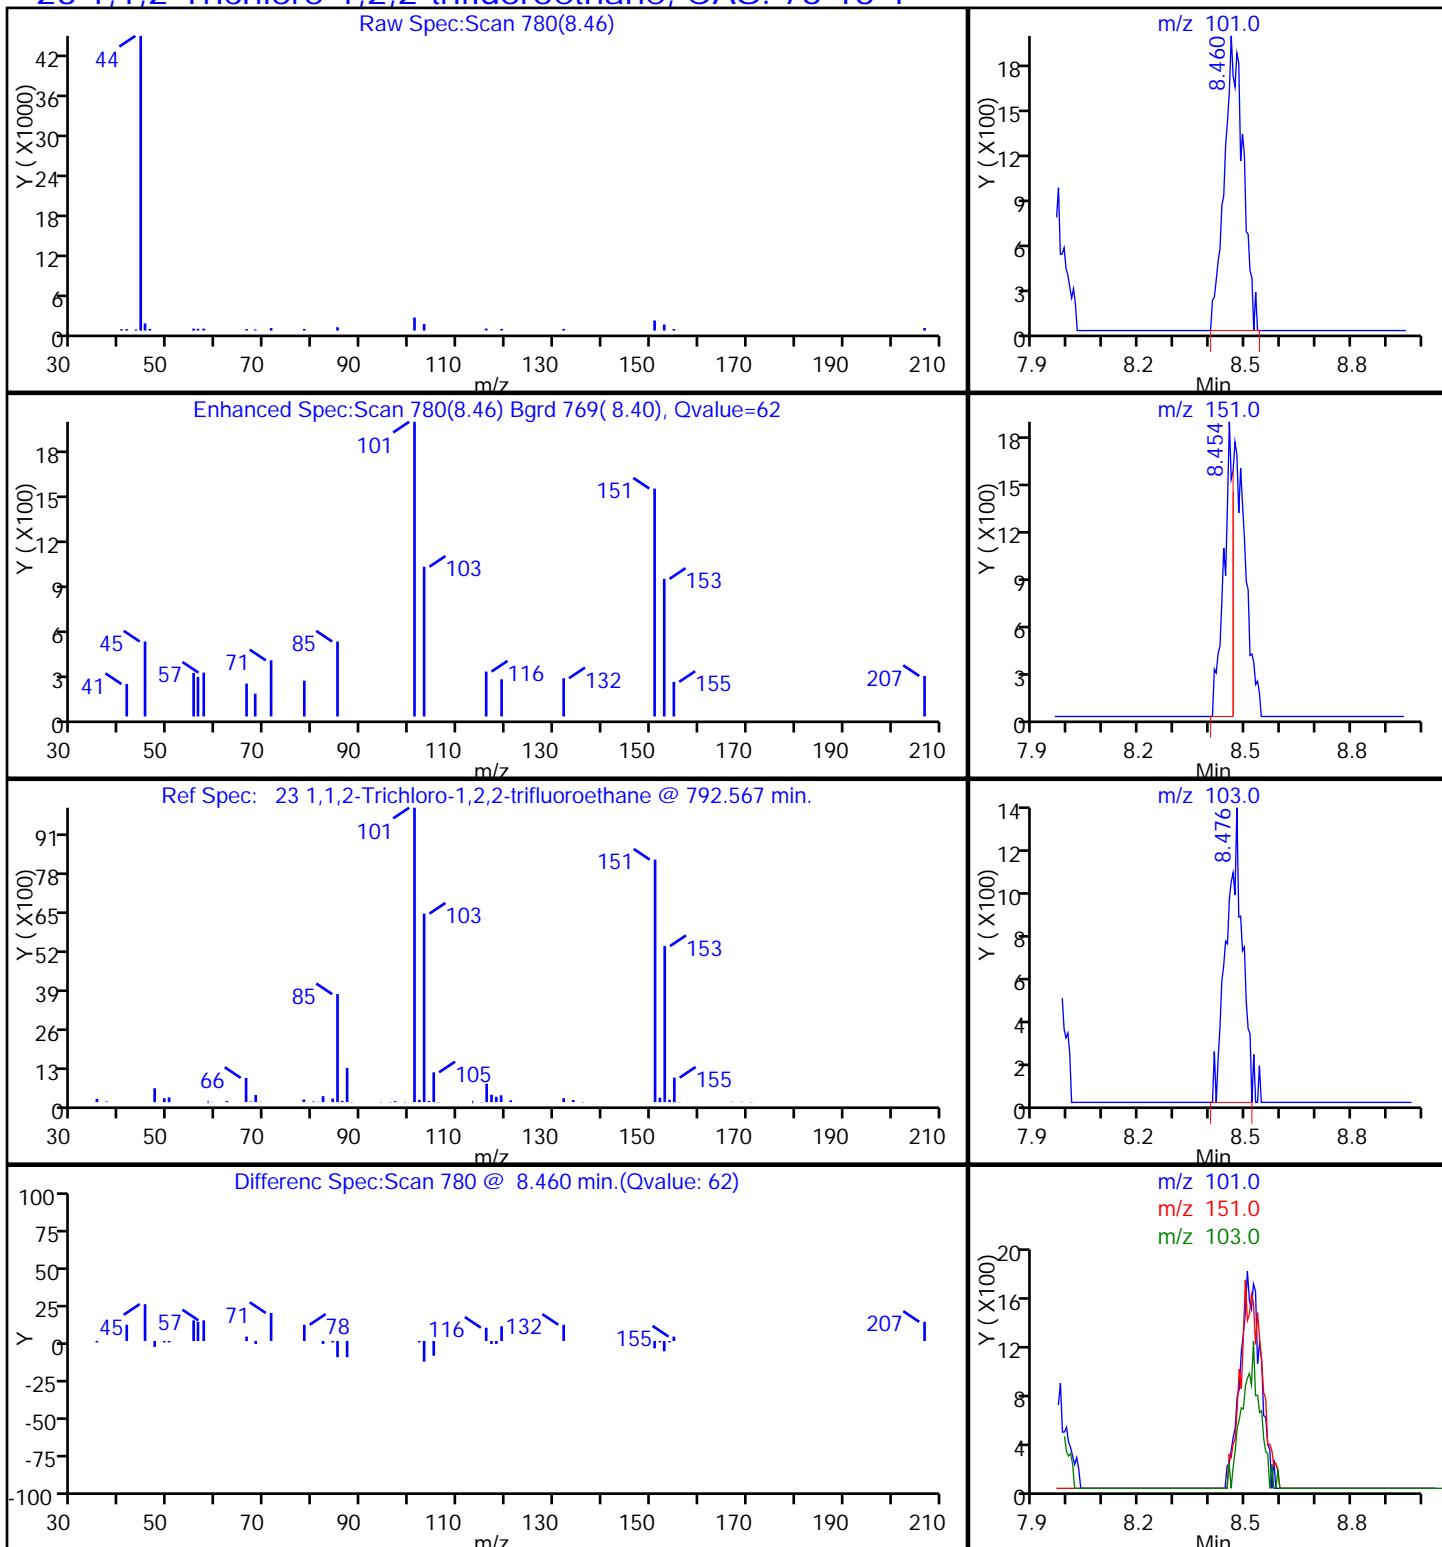 Raw Spec:Scan 780(8.46)
Y ( X1000)
42
36
30
24
18
12
6
0
44
30 50 70 90 110 130 150 170 190 210
m/z
m/z 101.0
Y ( X100)
18
15
12
9
6
3
0
8.460
7.9 8.2 8.5 8.8
Min
Enhanced Spec:Scan 780(8.46) Bgrd 769( 8.40), Qvalue=62
Y ( X100)
18
15
12
9
6
3
0
41 45 57 71 85 101 103 116 132 151 153 155 207
30 50 70 90 110 130 150 170 190 210
m/z
m/z 151.0
Y ( X100)
18
15
12
9
6
3
0
8.454
7.9 8.2 8.5 8.8
Min
Ref Spec: 23 1,1,2-Trichloro-1,2,2-trifluoroethane @ 792.567 min.
Y ( X100)
91
78
65
52
39
26
13
0
66 85 101 103 105 151 153 155
30 50 70 90 110 130 150 170 190 210
m/z
m/z 103.0
Y ( X100)
14
12
10
8
6
4
2
0
8.476
7.9 8.2 8.5 8.8
Min
Differenc Spec:Scan 780 @ 8.460 min.(Qvalue: 62)
Y
100
75
50
25
0
-25
-50
-75
-100
45 57 71 78 116 132 155 207
30 50 70 90 110 130 150 170 190 210
m/z
m/z 101.0
m/z 151.0
m/z 103.0
Y ( X100)
20
16
12
8
4
0
7.9 8.2 8.5 8.8
Min